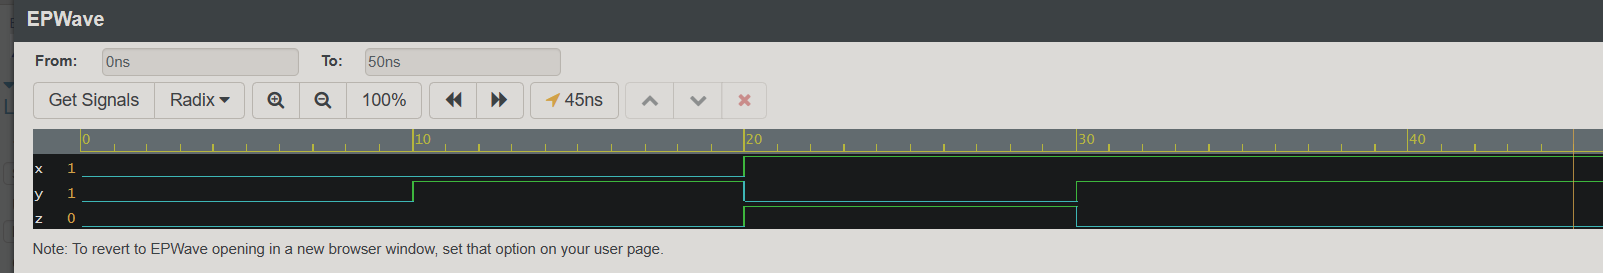 EPWave
From: 0ns To: 50ns
Get Signals Radix 100% 45ns
0 10 20 30 40
x 1
y 1
z 0
Note: To revert to EPWave opening in a new browser window, set that option on your user page.